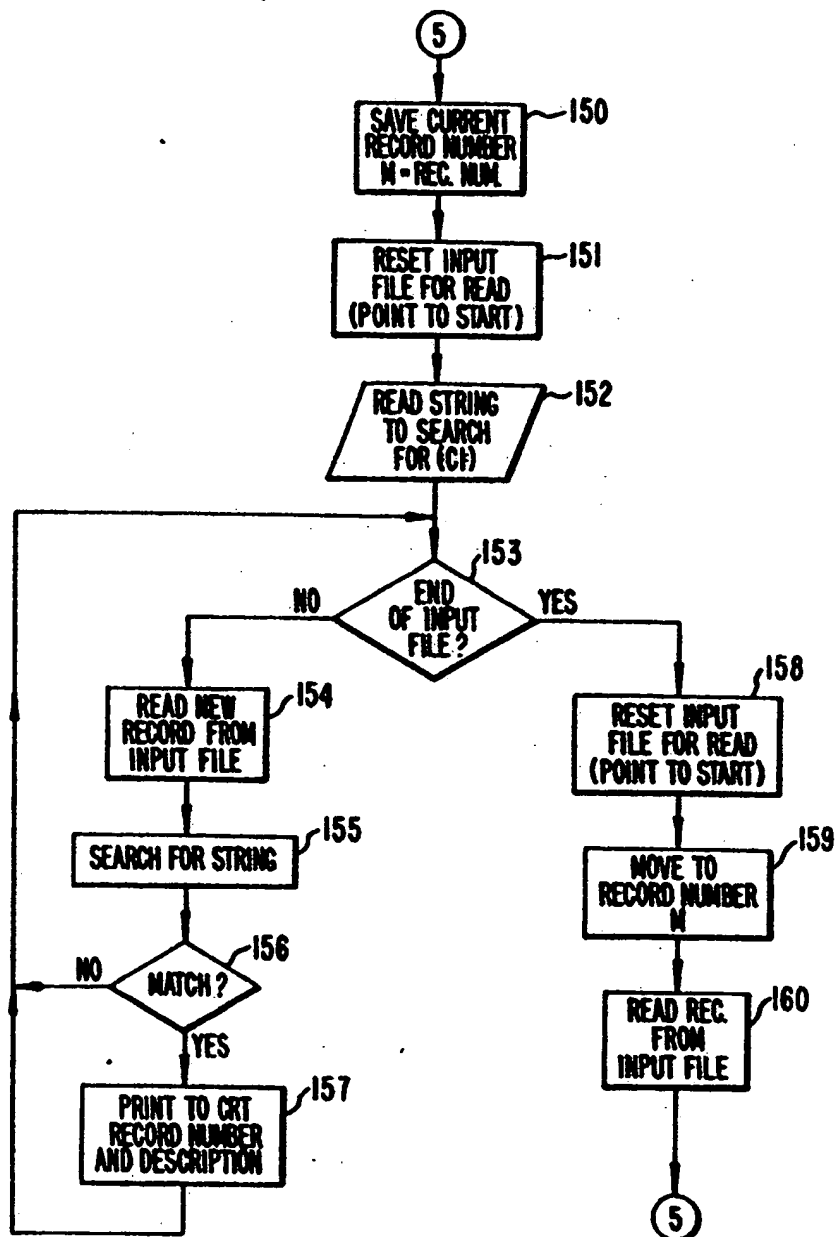 5
SAVE CURRENT
RECORD NUMBER
M = REC. NUM.
150
RESET INPUT
FILE FOR READ
(POINT TO START)
151
READ STRING
TO SEARCH
FOR (CI)
152
153
END
OF INPUT
FILE ?
NO
YES
READ NEW
RECORD FROM
INPUT FILE
154
SEARCH FOR STRING
155
156
MATCH ?
NO
YES
PRINT TO CRT
RECORD NUMBER
AND DESCRIPTION
157
158
RESET INPUT
FILE FOR READ
(POINT TO START)
159
MOVE TO
RECORD NUMBER
M
160
READ REC.
FROM
INPUT FILE
5